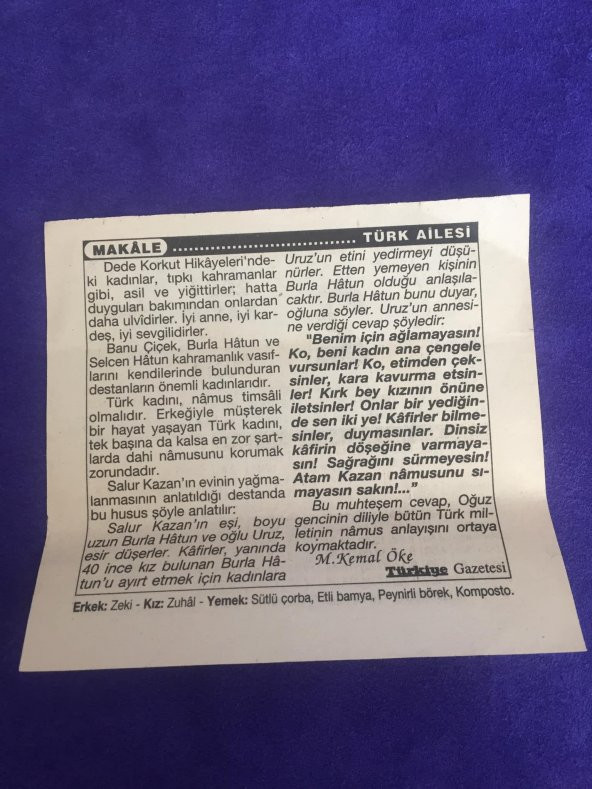 MAKÂLE ................................ TÜRK AİLESİ
Dede Korkut Hikâyeleri'nde-
ki kadınlar, tıpkı kahramanlar
gibi, asil ve yiğittirler; hatta
duyguları bakımından onlardan
daha ulvîdirler. İyi anne, iyi kar-
deş, iyi sevgilidirler.
Banu Çiçek, Burla Hâtun ve
Selcen Hâtun kahramanlık vasıf-
larını kendilerinde bulunduran
destanların önemli kadınlarıdır.
Türk kadını, nâmus timsâli
olmalıdır. Erkeğiyle müşterek
bir hayat yaşayan Türk kadını,
tek başına da kalsa en zor şart-
larda dahi nâmusunu korumak
zorundadır.
Salur Kazan'ın evinin yağma-
lanmasının anlatıldığı destanda
bu husus şöyle anlatılır:
Salur Kazan'ın eşi, boyu
uzun Burla Hâtun ve oğlu Uruz,
esir düşerler. Kâfirler, yanında
40 ince kız bulunan Burla Hâ-
tun'u ayırt etmek için kadınlara
Uruz'un etini yedirmeyi düşü-
nürler. Etten yemeyen kişinin
Burla Hâtun olduğu anlaşıla-
caktır. Burla Hâtun bunu duyar,
oğluna söyler. Uruz'un annesi-
ne verdiği cevap şöyledir:
"Benim için ağlamayasın!
Ko, beni kadın ana çengele
vursunlar! Ko, etimden çek-
sinler, kara kavurma etsin-
ler! Kırk bey kızının önüne
iletsinler! Onlar bir yediğin-
de sen iki ye! Kâfirler bilme-
sinler, duymasınlar. Dinsiz
kâfirin döşeğine varmaya-
sın! Sağrağını sürmeyesin!
Atam Kazan nâmusunu sı-
mayasın sakın!..."
Bu muhteşem cevap, Oğuz
gencinin diliyle bütün Türk mil-
letinin nâmus anlayışını ortaya
koymaktadır.
M.Kemal Öke
Türkiye Gazetesi
Erkek: Zeki - Kız: Zuhâl - Yemek: Sütlü çorba, Etli bamya, Peynirli börek, Komposto.